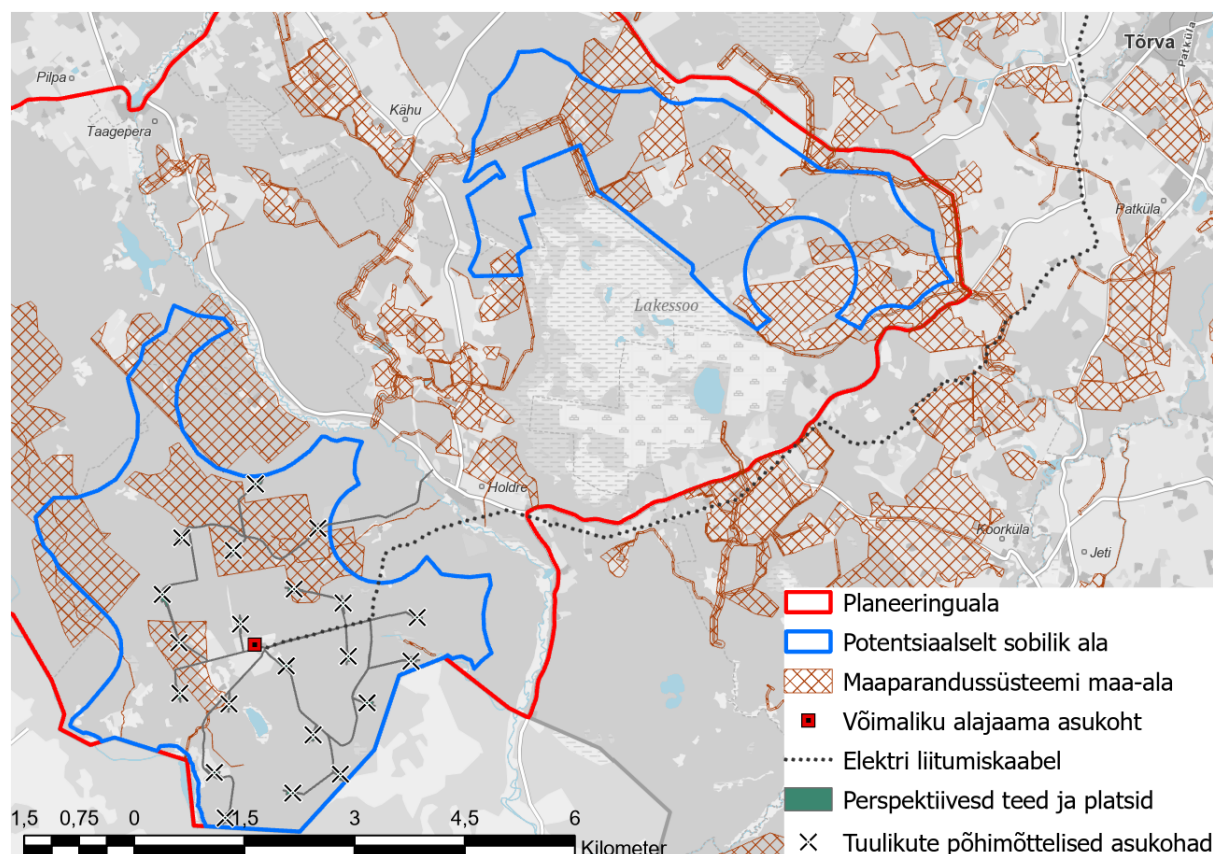 Tõrva
Patküla
Pilpa
Kähu
Taagepera
Patküla
Lakessoo
Holdre
Koorküla
Jeti
Planeeringuala
Potentsiaalselt sobilik ala
Maaparandussüsteemi maa-ala
Võimaliku alajaama asukoht
Elektri liitumiskaabel
Perspektiivesd teed ja platsid
Tuulikute põhimõttelised asukohad
1,5 0,75 0 1,5 3 4,5 6
Kilometer